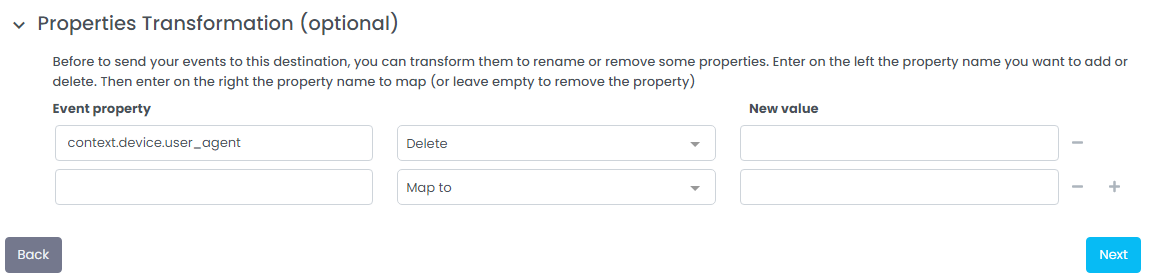 Properties Transformation (optional)
Before to send your events to this destination, you can transform them to rename or remove some properties. Enter on the left the property name you want to add or
delete. Then enter on the right the property name to map (or leave empty to remove the property)
Event property New value
context.device.user_agent Delete −
Map to − +
Back Next